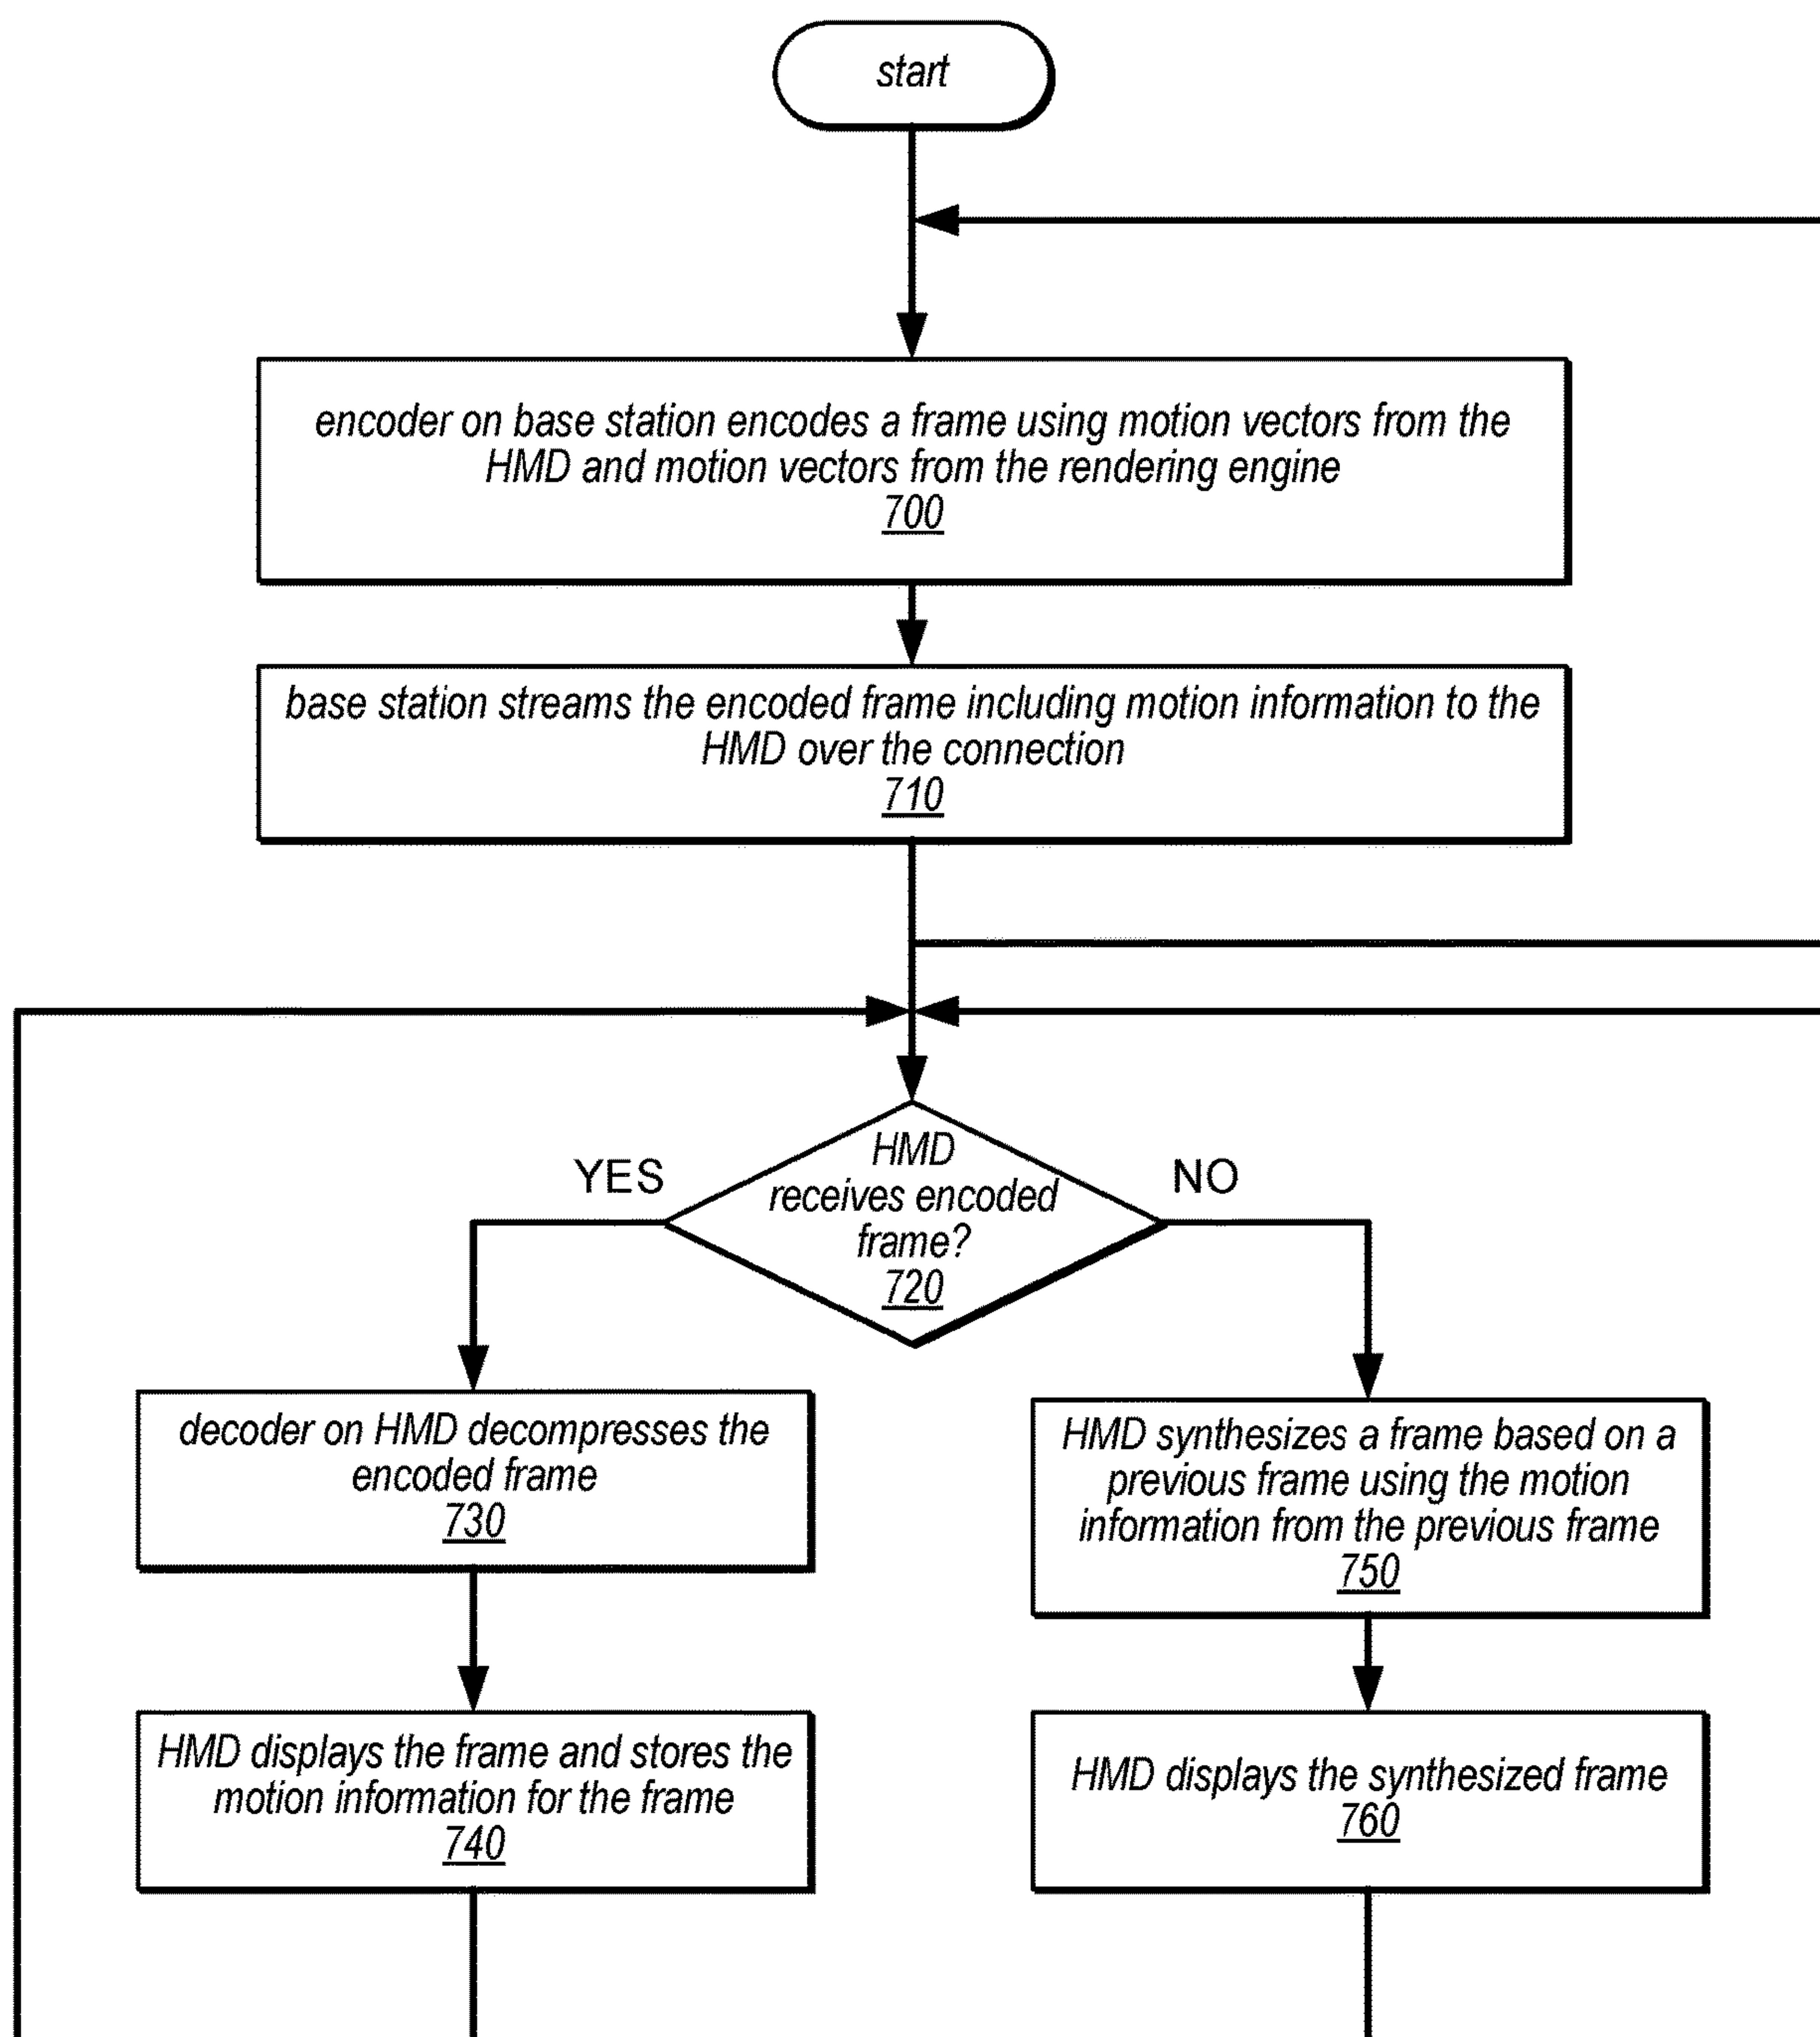 start
encoder on base station encodes a frame using motion vectors from the
HMD and motion vectors from the rendering engine
700
base station streams the encoded frame including motion information to the
HMD over the connection
710
HMD
receives encoded
frame?
720
YES
NO
decoder on HMD decompresses the
encoded frame
730
HMD synthesizes a frame based on a
previous frame using the motion
information from the previous frame
750
HMD displays the frame and stores the
motion information for the frame
740
HMD displays the synthesized frame
760